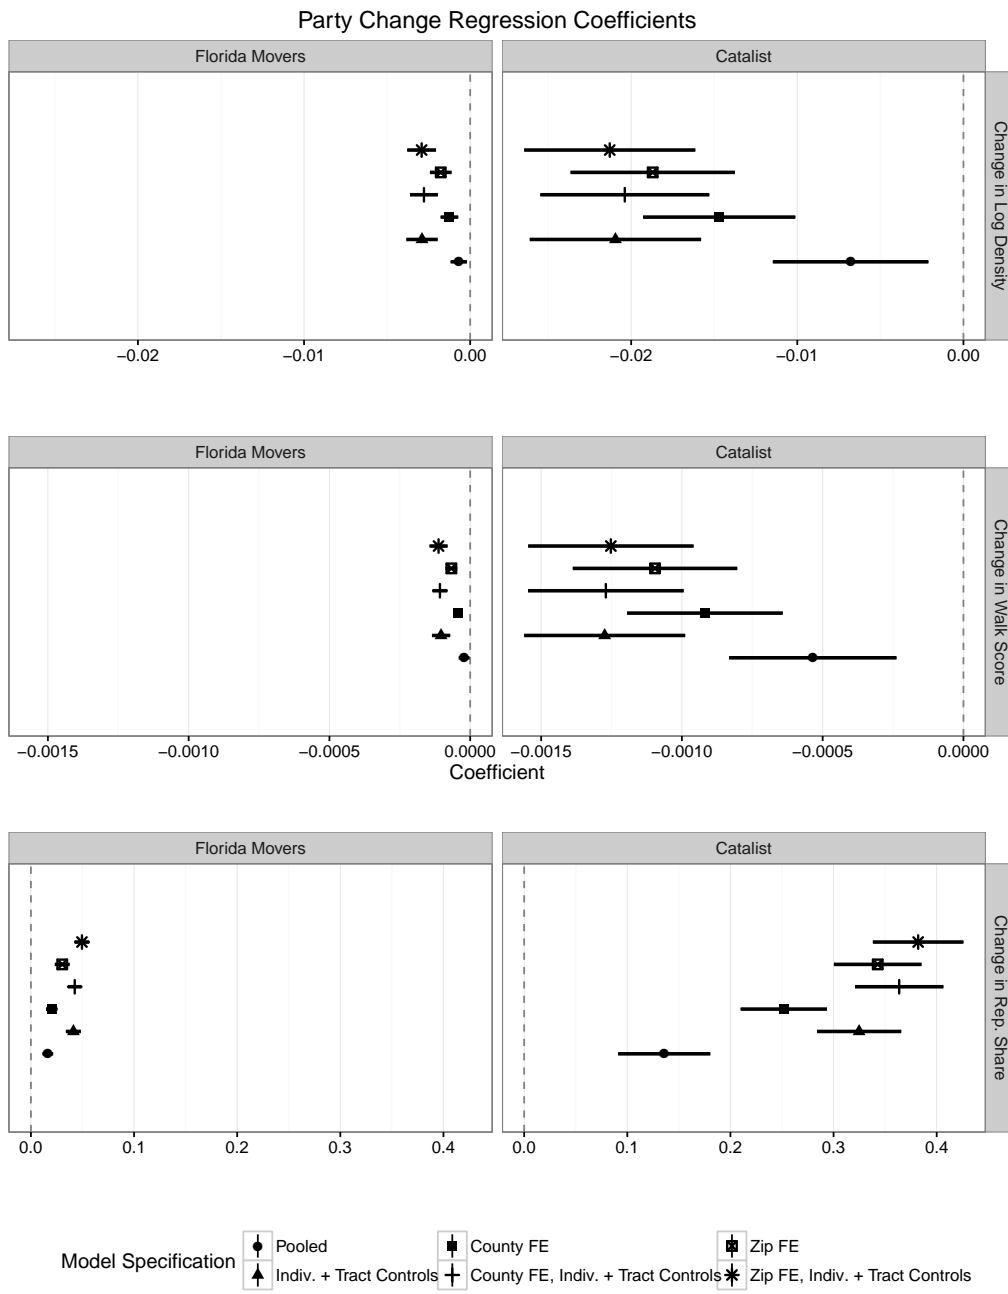 Party Change Regression Coefficients
Florida Movers
Catalist
Change in Log Density
−0.02 −0.01 0.00 −0.02 −0.01 0.00
Florida Movers
Catalist
Change in Walk Score
−0.0015 −0.0010 −0.0005 0.0000 −0.0015 −0.0010 −0.0005 0.0000
Coefficient
Florida Movers
Catalist
Change in Rep. Share
0.0 0.1 0.2 0.3 0.4 0.0 0.1 0.2 0.3 0.4
Model Specification
Pooled County FE Zip FE
Indiv. + Tract Controls County FE, Indiv. + Tract Controls Zip FE, Indiv. + Tract Controls